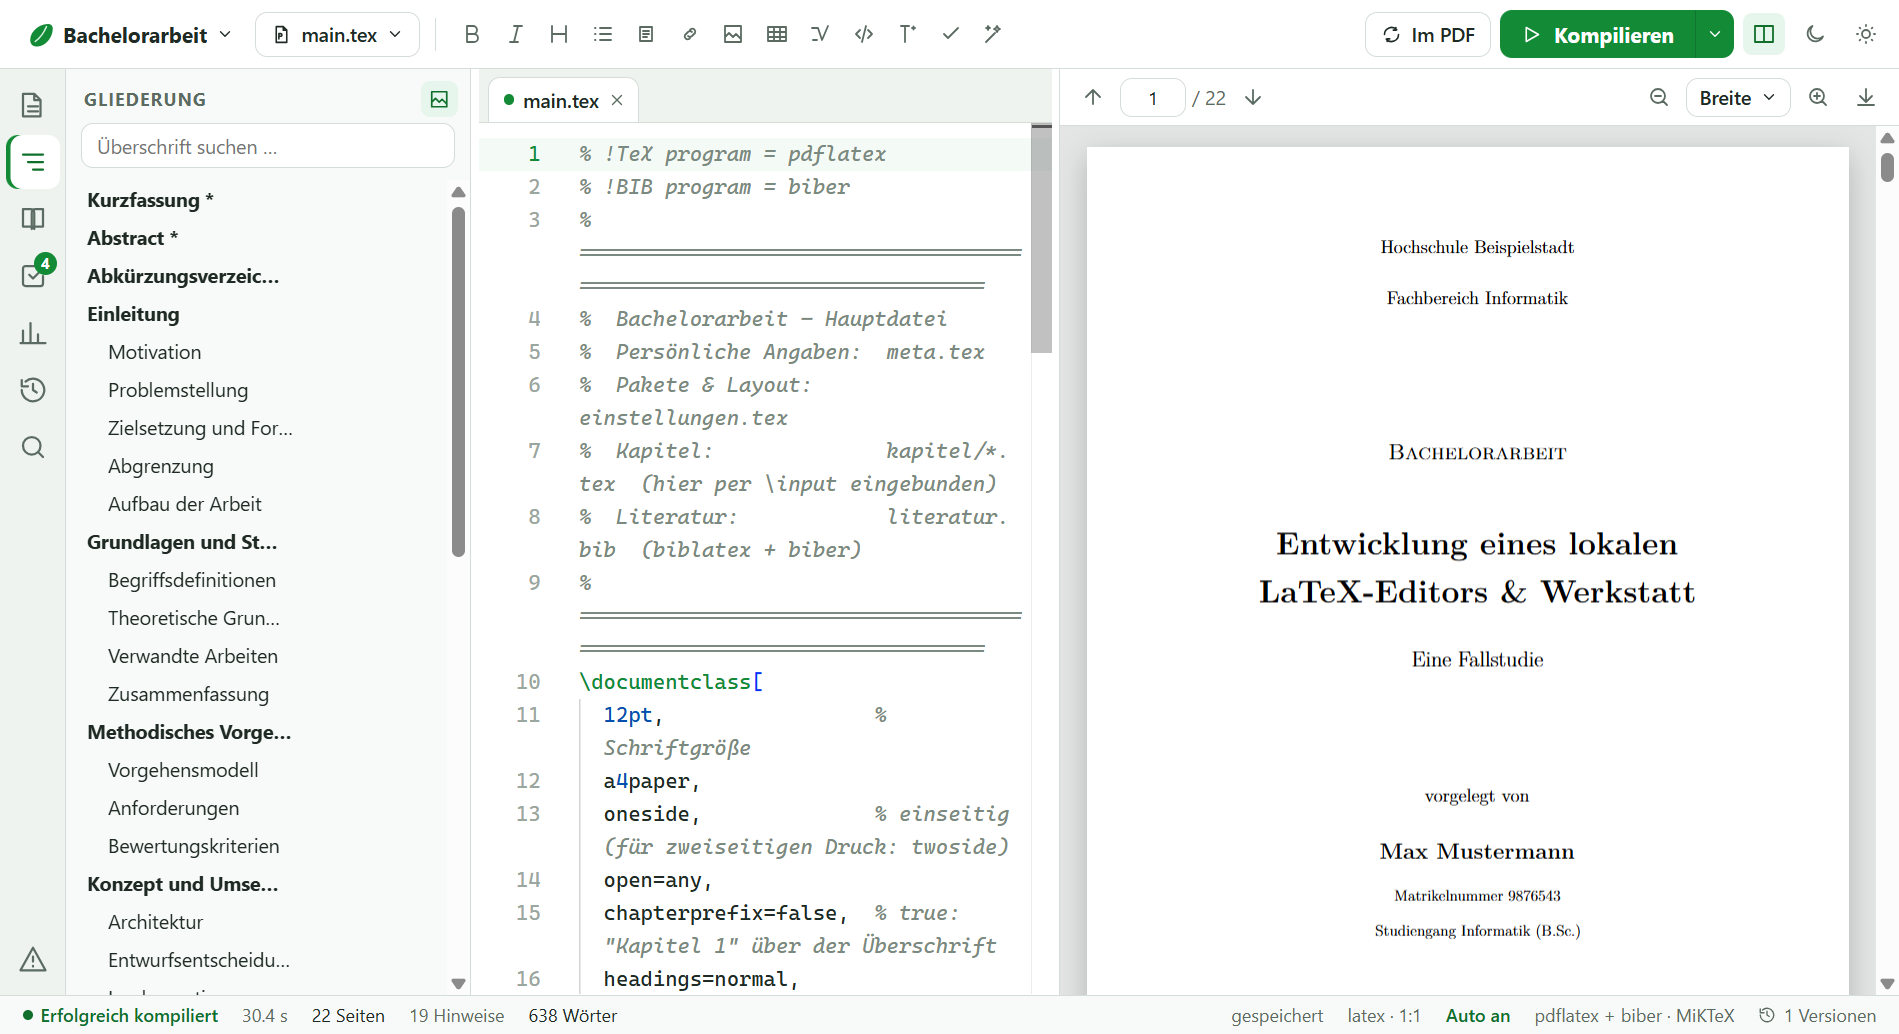 Bachelorarbeit
main.tex
Im PDF
Kompilieren
GLIEDERUNG
Überschrift suchen ...
4
Kurzfassung *
Abstract *
Abkürzungsverzeic...
Einleitung
Motivation
Problemstellung
Zielsetzung und For...
Abgrenzung
Aufbau der Arbeit
Grundlagen und St...
Begriffsdefinitionen
Theoretische Grun...
Verwandte Arbeiten
Zusammenfassung
Methodisches Vorge...
Vorgehensmodell
Anforderungen
Bewertungskriterien
Konzept und Umse...
Architektur
Entwurfsentscheidu...
main.tex
1 % !TeX program = pdflatex
2 % !BIB program = biber
3 %
====================================
=================================
4 %  Bachelorarbeit – Hauptdatei
5 %  Persönliche Angaben:  meta.tex
6 %  Pakete & Layout:
einstellungen.tex
7 %  Kapitel:              kapitel/*.
tex  (hier per \input eingebunden)
8 %  Literatur:            literatur.
bib  (biblatex + biber)
9 %
====================================
=================================
10 \documentclass[
11 12pt,                 %
Schriftgröße
12 a4paper,
13 oneside,              % einseitig
(für zweiseitigen Druck: twoside)
14 open=any,
15 chapterprefix=false,  % true:
"Kapitel 1" über der Überschrift
16 headings=normal,
1 / 22
Breite
Hochschule Beispielstadt
Fachbereich Informatik
BACHELORARBEIT
Entwicklung eines lokalen
LaTeX-Editors & Werkstatt
Eine Fallstudie
vorgelegt von
Max Mustermann
Matrikelnummer 9876543
Studiengang Informatik (B.Sc.)
Erfolgreich kompiliert 30.4 s 22 Seiten 19 Hinweise 638 Wörter
gespeichert latex · 1:1 Auto an pdflatex + biber · MiKTeX 1 Versionen